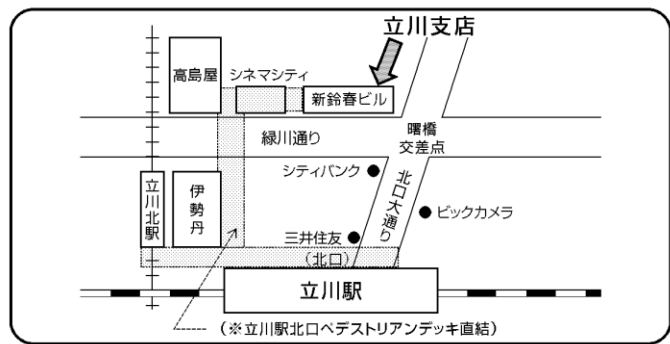 立川支店
高島屋
シネマシティ
新鈴春ビル
緑川通り
曙橋
交差点
シティバンク
北口大通り
ビックカメラ
立川北駅
伊勢丹
三井住友
(北口)
立川駅
(※立川駅北口ペデストリアンデッキ直結)